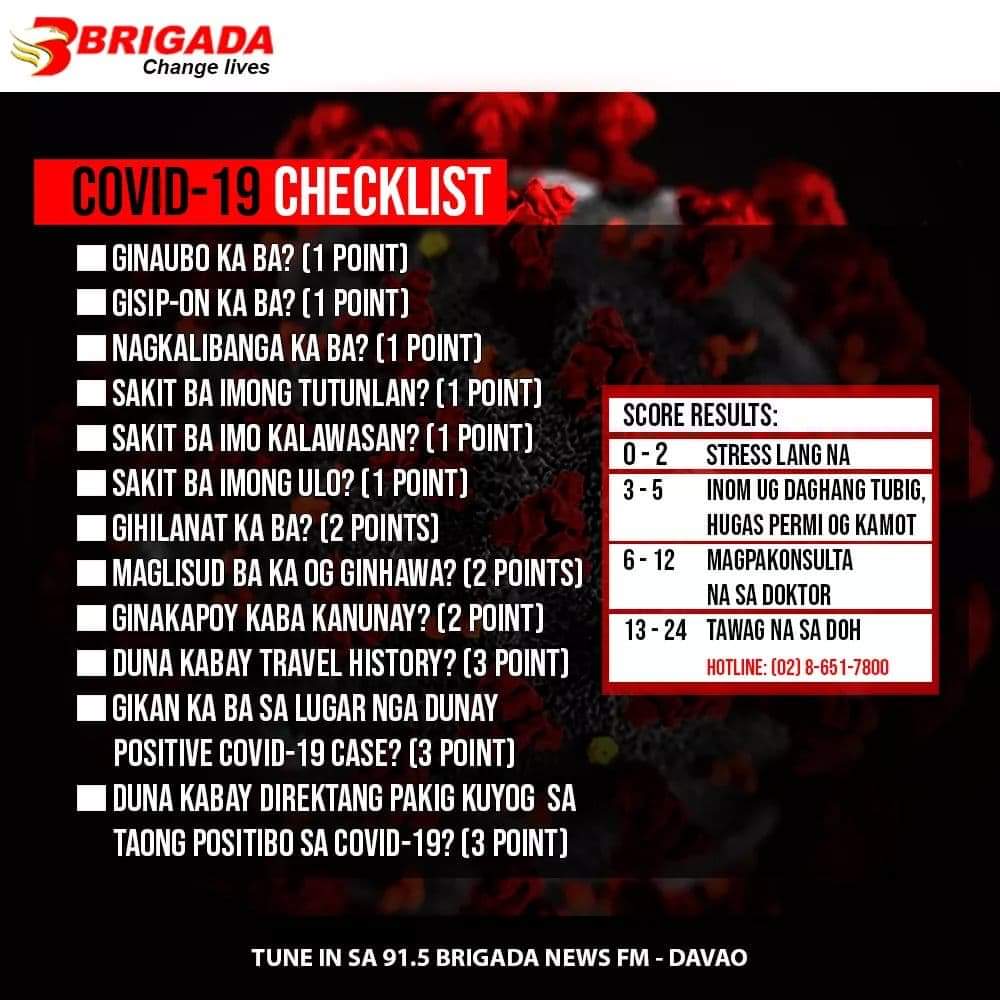 BRIGADA
Change lives
COVID-19 CHECKLIST
GINAUBO KA BA? (1 POINT)
GISIP-ON KA BA? (1 POINT)
NAGKALIBANGA KA BA? (1 POINT)
SAKIT BA IMONG TUTUNLAN? (1 POINT)
SAKIT BA IMO KALAWASAN? (1 POINT)
SAKIT BA IMONG ULO? (1 POINT)
GIHILANAT KA BA? (2 POINTS)
MAGLISUD BA KA OG GINHAWA? (2 POINTS)
GINAKAPOY KABA KANUNAY? (2 POINT)
DUNA KABAY TRAVEL HISTORY? (3 POINT)
GIKAN KA BA SA LUGAR NGA DUNAY
POSITIVE COVID-19 CASE? (3 POINT)
DUNA KABAY DIREKTANG PAKIG KUYOG SA
TAONG POSITIBO SA COVID-19? (3 POINT)
SCORE RESULTS:
0 - 2 STRESS LANG NA
3 - 5 INOM UG DAGHANG TUBIG,
HUGAS PERMI OG KAMOT
6 - 12 MAGPAKONSULTA
NA SA DOKTOR
13 - 24 TAWAG NA SA DOH
HOTLINE: (02) 8-651-7800
TUNE IN SA 91.5 BRIGADA NEWS FM - DAVAO